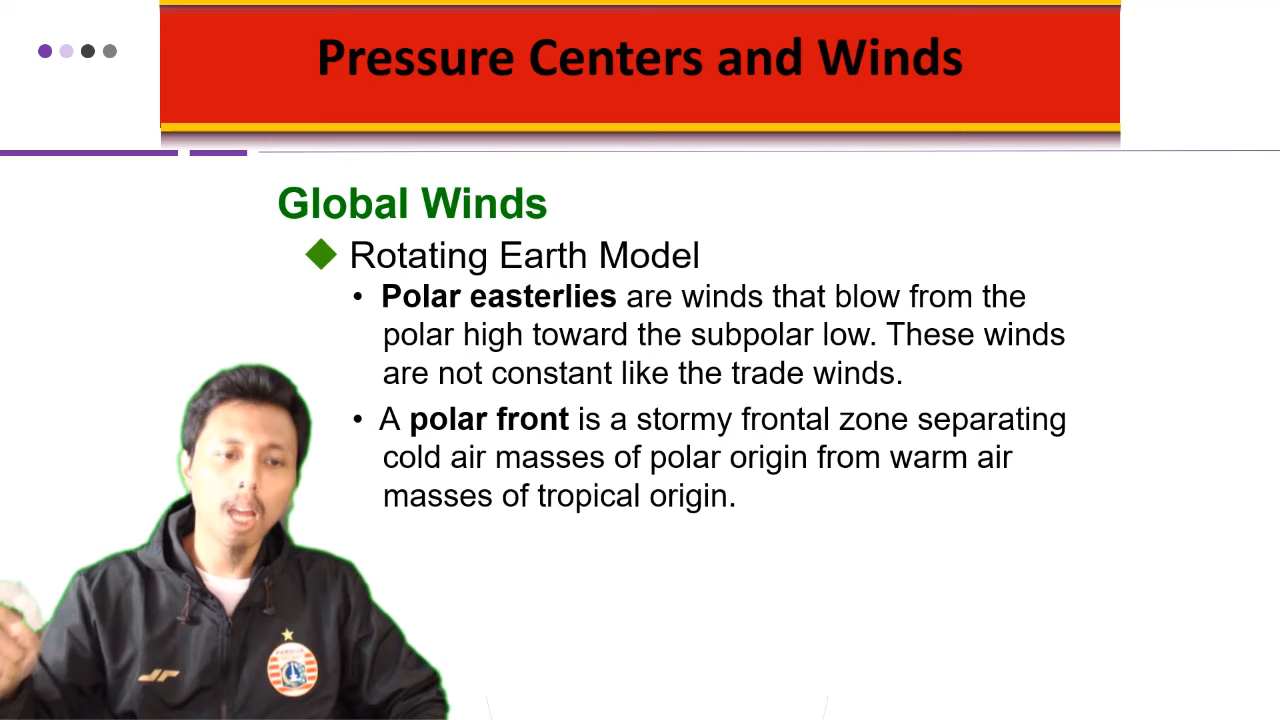 Pressure Centers and Winds
Global Winds
Rotating Earth Model
• Polar easterlies are winds that blow from the
polar high toward the subpolar low. These winds
are not constant like the trade winds.
• A polar front is a stormy frontal zone separating
cold air masses of polar origin from warm air
masses of tropical origin.
PERSIJA